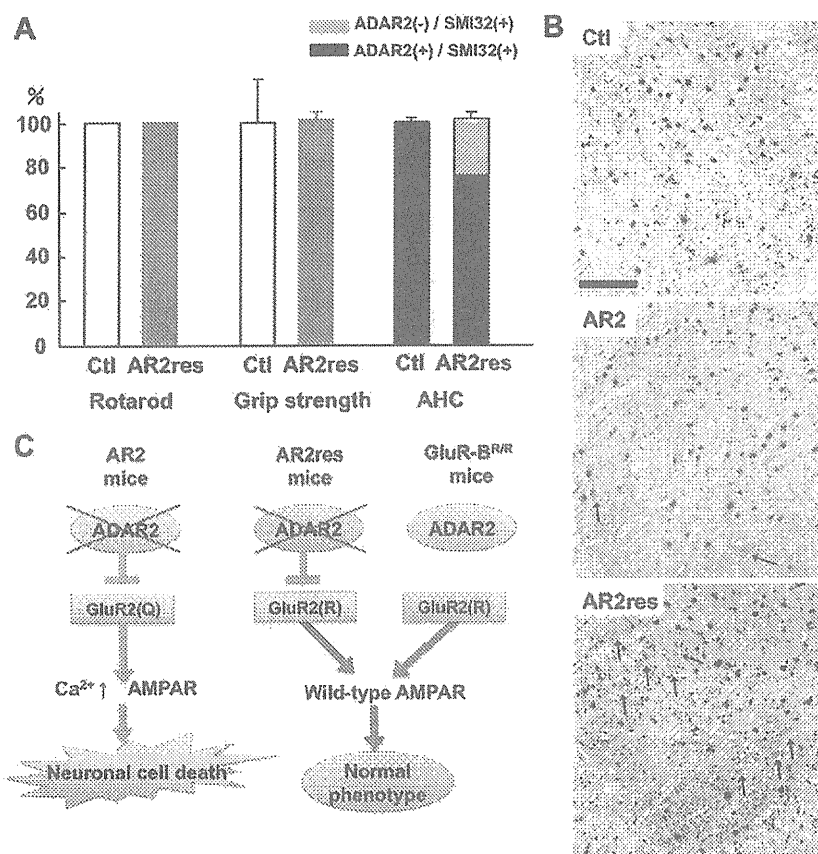 A
ADAR2(-) / SMI32(+)
ADAR2(+) / SMI32(+)
%
100
80
60
40
20
0
Ctl AR2res Ctl AR2res Ctl AR2res
Rotarod Grip strength AHC
B
Ctl
AR2
AR2res
C
AR2 mice
AR2res mice
GluR-B^R/R mice
ADAR2 ADAR2 ADAR2
GluR2(Q) GluR2(R) GluR2(R)
Ca²⁺ ↑ AMPAR
Wild-type AMPAR
Neuronal cell death
Normal
phenotype